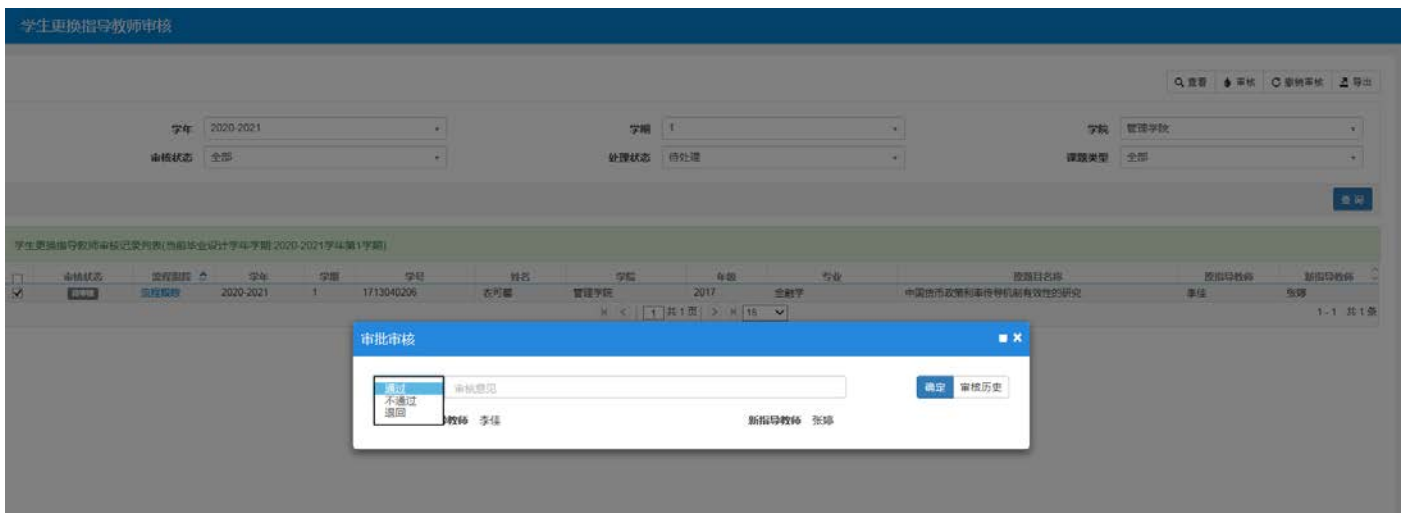 学生更换指导教师审核
查看 审核 撤销审核 导出
学年 2020-2021 学期 1 学院 管理学院
审核状态 全部 处理状态 待处理 课题类型 全部
查 询
学生更换指导教师审核记录列表(当前毕业设计学年学期:2020-2021学年第1学期)
审核状态 流程跟踪 学年 学期 学号 姓名 学院 年级 专业 原题目名称 原指导教师 新指导教师
待审核 流程跟踪 2020-2021 1 1713040206 衣可馨 管理学院 2017 金融学 中国货币政策利率传导机制有效性的研究 李佳 张婷
1 共 1 页 15 1 - 1 共 1 条
审批审核
通过 审核意见 确定 审核历史
不通过
退回
导教师 李佳 新指导教师 张婷